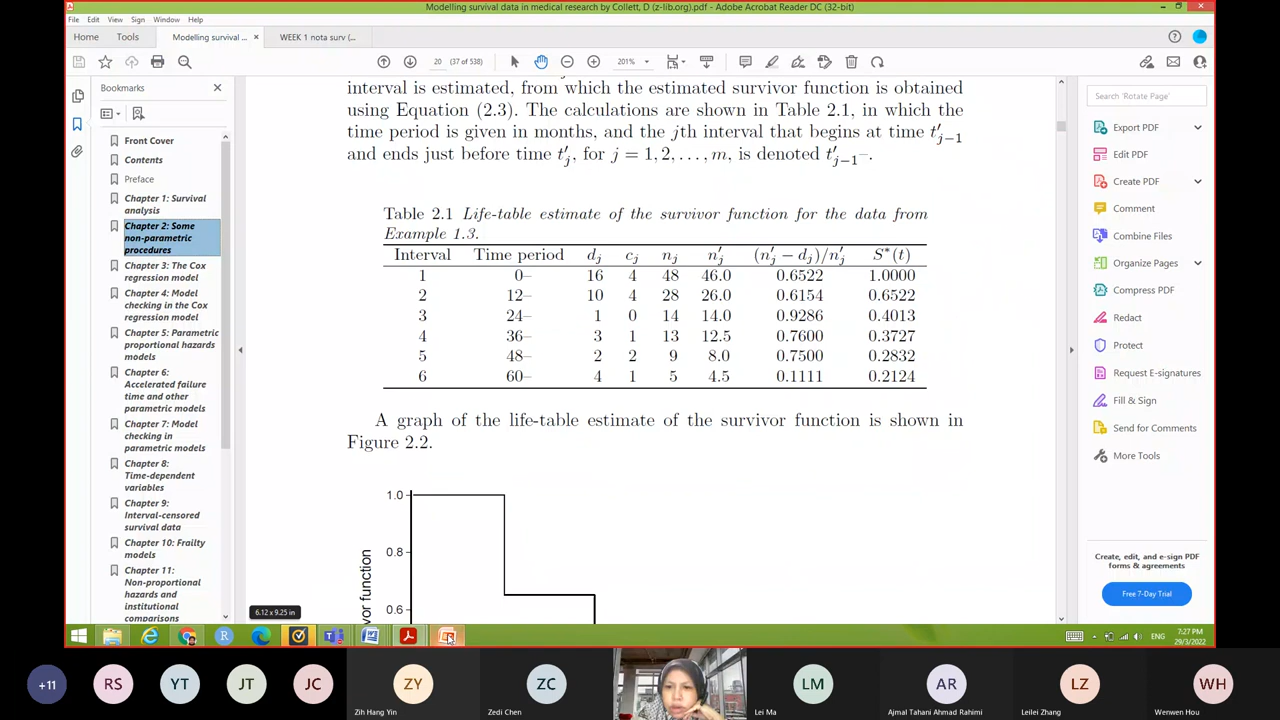 Modelling survival data in medical research by Collett, D (z-lib.org).pdf - Adobe Acrobat Reader DC (32-bit)
File Edit View Sign Window Help
Home Tools Modelling survival ... × WEEK 1 nota surv (...
20 (37 of 538) 201%
Bookmarks
Front Cover
Contents
Preface
Chapter 1: Survival
analysis
Chapter 2: Some
non-parametric
procedures
Chapter 3: The Cox
regression model
Chapter 4: Model
checking in the Cox
regression model
Chapter 5: Parametric
proportional hazards
models
Chapter 6:
Accelerated failure
time and other
parametric models
Chapter 7: Model
checking in
parametric models
Chapter 8:
Time-dependent
variables
Chapter 9:
Interval-censored
survival data
Chapter 10: Frailty
models
Chapter 11:
Non-proportional
hazards and
institutional
comparisons
6.12 x 9.25 in
interval is estimated, from which the estimated survivor function is obtained
using Equation (2.3). The calculations are shown in Table 2.1, in which the
time period is given in months, and the jth interval that begins at time t′j−1
and ends just before time t′j, for j = 1, 2, . . . , m, is denoted t′j−1–.
Table 2.1 Life-table estimate of the survivor function for the data from
Example 1.3.
Interval Time period dj cj nj n′j (n′j − dj)/n′j S*(t)
1 0– 16 4 48 46.0 0.6522 1.0000
2 12– 10 4 28 26.0 0.6154 0.6522
3 24– 1 0 14 14.0 0.9286 0.4013
4 36– 3 1 13 12.5 0.7600 0.3727
5 48– 2 2 9 8.0 0.7500 0.2832
6 60– 4 1 5 4.5 0.1111 0.2124
A graph of the life-table estimate of the survivor function is shown in
Figure 2.2.
1.0
0.8
0.6
vor function
Search 'Rotate Page'
Export PDF
Edit PDF
Create PDF
Comment
Combine Files
Organize Pages
Compress PDF
Redact
Protect
Request E-signatures
Fill & Sign
Send for Comments
More Tools
Create, edit, and e-sign PDF
forms & agreements
Free 7-Day Trial
ENG
7:27 PM
29/3/2022
+11 RS YT JT JC ZY ZC LM AR LZ WH
Zih Hang Yin Zedi Chen Lei Ma Ajmal Tahani Ahmad Rahimi Leilei Zhang Wenwen Hou